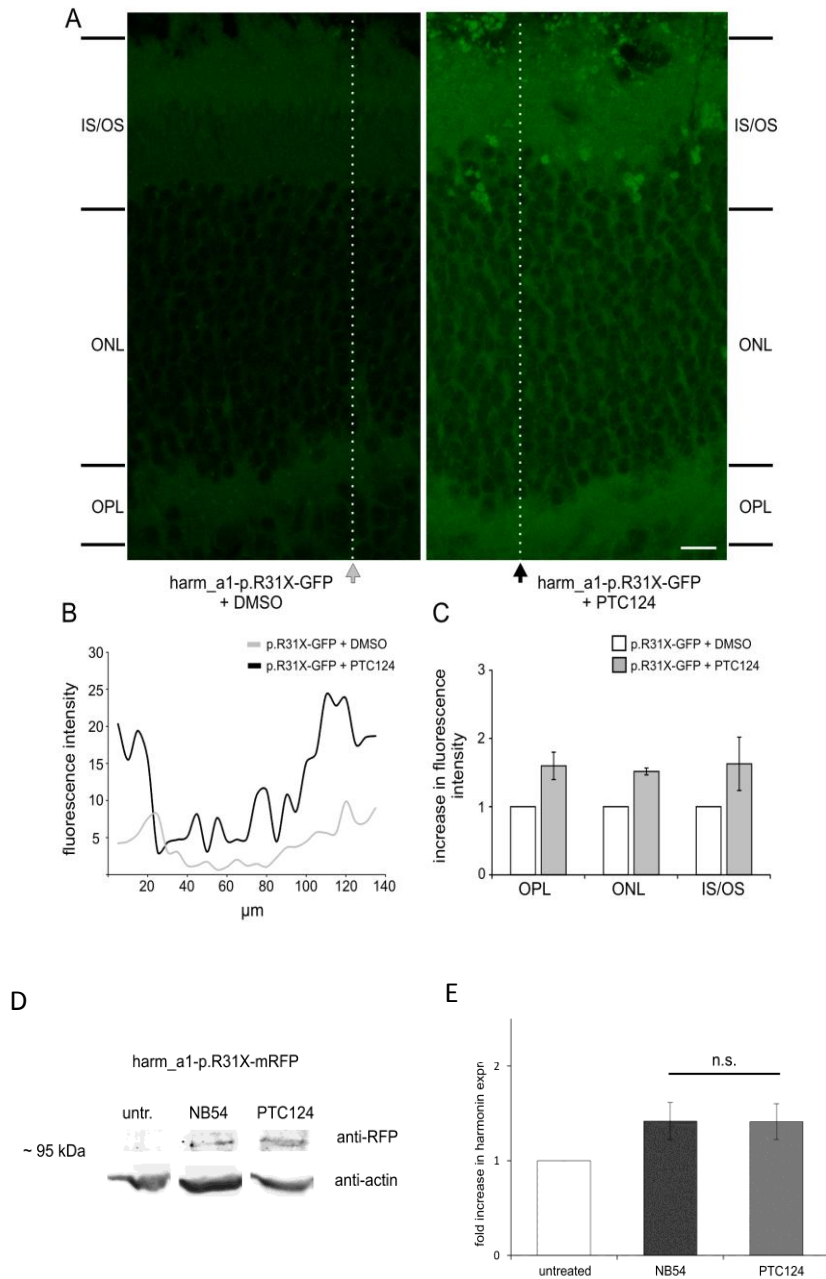 A
IS/OS
IS/OS
ONL
ONL
OPL
OPL
harm_a1-p.R31X-GFP
+ DMSO
harm_a1-p.R31X-GFP
+ PTC124
B
p.R31X-GFP + DMSO
p.R31X-GFP + PTC124
fluorescence intensity
30
25
20
15
10
5
20 40 60 80 100 120 140
µm
C
p.R31X-GFP + DMSO
p.R31X-GFP + PTC124
increase in fluorescence
intensity
3
2
1
0
OPL ONL IS/OS
D
harm_a1-p.R31X-mRFP
untr. NB54 PTC124
~ 95 kDa
anti-RFP
anti-actin
E
n.s.
fold increase in harmonin expn
2
1
0
untreated NB54 PTC124